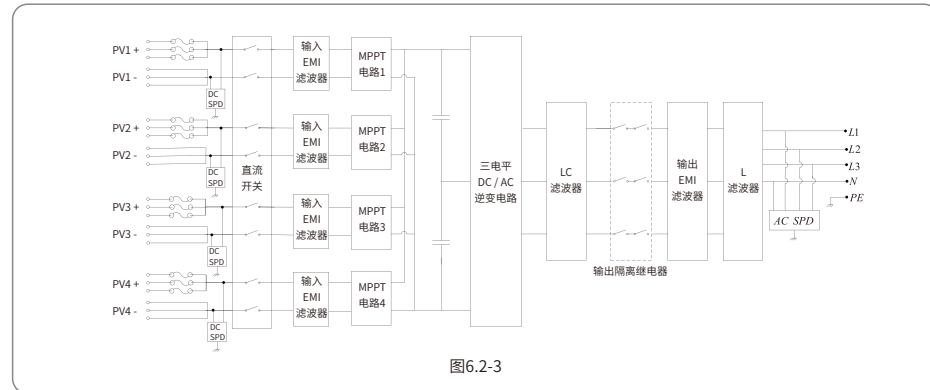 PV1 +
PV1 -
DC
SPD
输入
EMI
滤波器
MPPT
电路1
PV2 +
PV2 -
DC
SPD
输入
EMI
滤波器
MPPT
电路2
直流
开关
PV3 +
PV3 -
DC
SPD
输入
EMI
滤波器
MPPT
电路3
PV4 +
PV4 -
DC
SPD
输入
EMI
滤波器
MPPT
电路4
三电平
DC / AC
逆变电路
LC
滤波器
输出隔离继电器
输出
EMI
滤波器
L
滤波器
L1
L2
L3
N
PE
AC SPD
图6.2-3